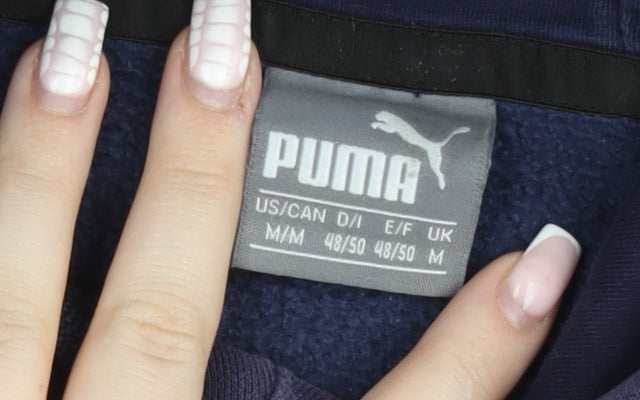 PUMA
US/CAN D/I E/F UK
M/M 48/50 48/50 M